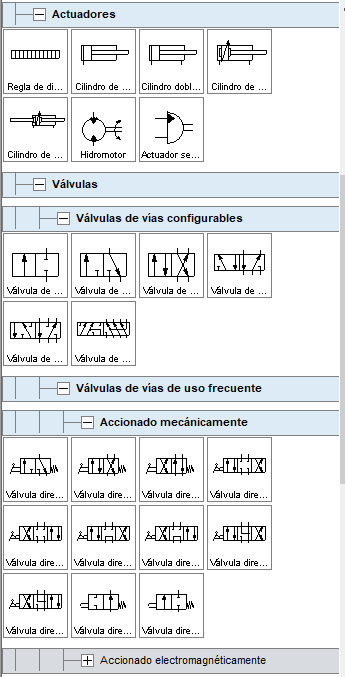 Actuadores
Regla de di... Cilindro de ... Cilindro dobl... Cilindro de ...
Cilindro de ... Hidromotor Actuador se...
Válvulas
Válvulas de vías configurables
Válvula de ... Válvula de ... Válvula de ... Válvula de ...
Válvula de ... Válvula de ...
Válvulas de vías de uso frecuente
Accionado mecánicamente
Válvula dire... Válvula dire... Válvula dire... Válvula dire...
Válvula dire... Válvula dire... Válvula dire... Válvula dire...
Válvula dire... Válvula dire... Válvula dire...
Accionado electromagnéticamente